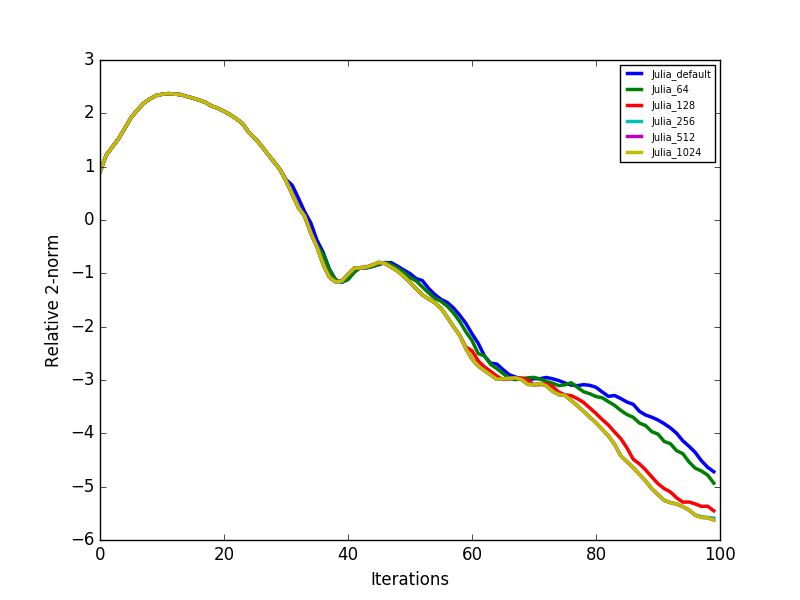 3
2
1
0
−1
−2
−3
−4
−5
−6
Relative 2-norm
0 20 40 60 80 100
Iterations
Julia_default
Julia_64
Julia_128
Julia_256
Julia_512
Julia_1024